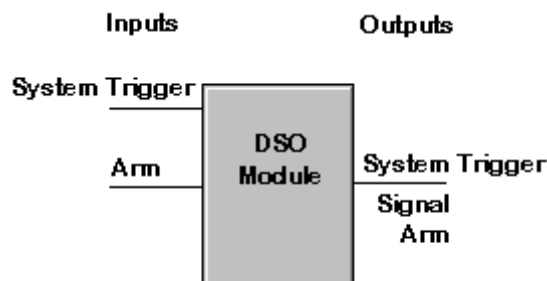 Inputs Outputs
System Trigger
DSO
Module
Arm
System Trigger
Signal
Arm